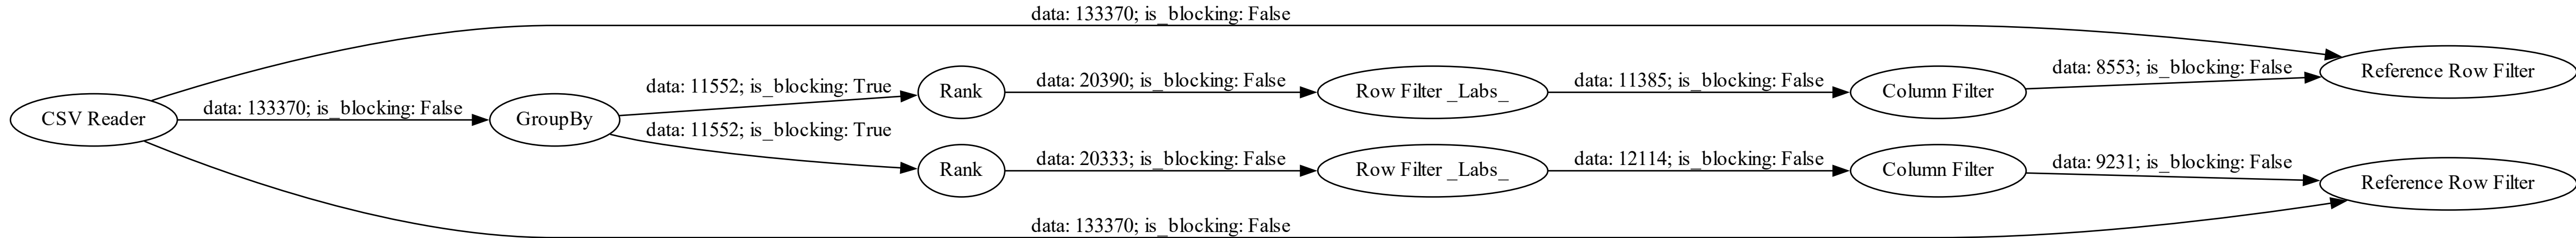 data: 133370; is_blocking: False
CSV Reader
data: 133370; is_blocking: False
GroupBy
data: 11552; is_blocking: True
Rank
data: 20390; is_blocking: False
Row Filter _Labs_
data: 11385; is_blocking: False
Column Filter
data: 8553; is_blocking: False
Reference Row Filter
data: 11552; is_blocking: True
Rank
data: 20333; is_blocking: False
Row Filter _Labs_
data: 12114; is_blocking: False
Column Filter
data: 9231; is_blocking: False
Reference Row Filter
data: 133370; is_blocking: False